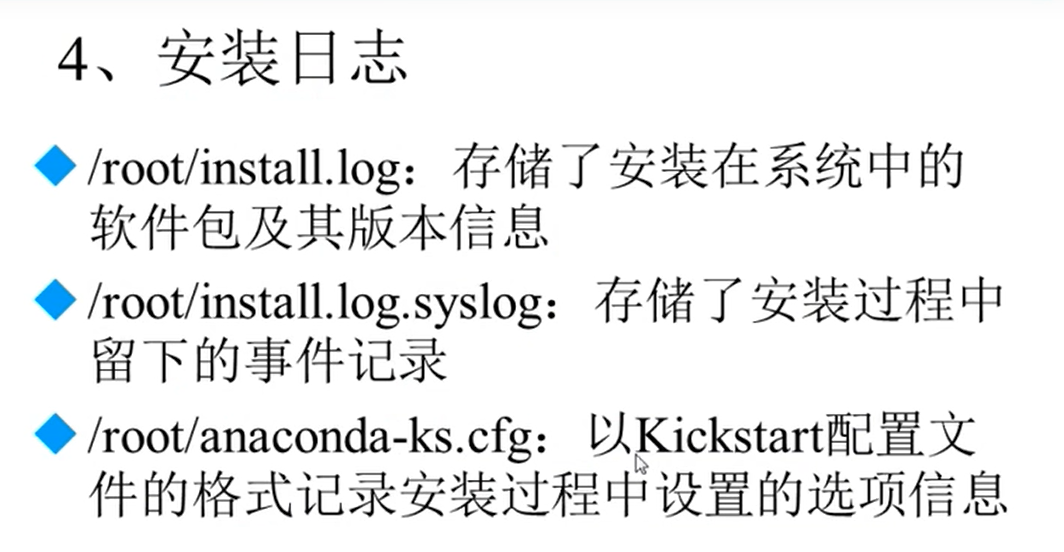 4、安装日志
/root/install.log：存储了安装在系统中的
软件包及其版本信息
/root/install.log.syslog：存储了安装过程中
留下的事件记录
/root/anaconda-ks.cfg：以Kickstart配置文
件的格式记录安装过程中设置的选项信息